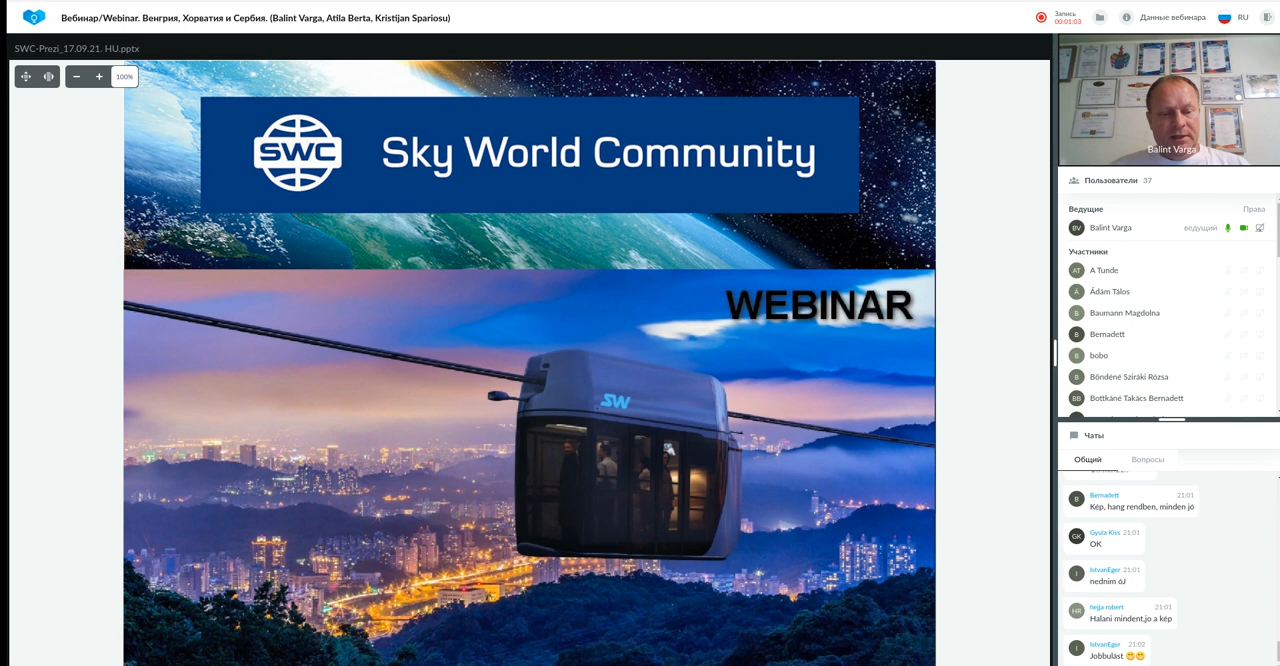 Вебинар/Webinar. Венгрия, Хорватия и Сербия. (Balint Varga, Atila Berta, Kristijan Spariosu)
Запись
00:01:03
Данные вебинара
RU
SWC-Prezi_17.09.21. HU.pptx
100%
SWC
Sky World Community
WEBINAR
SW
Balint Varga
Пользователи 37
Ведущие Права
BV Balint Varga ведущий
Участники
AT A Tunde
Á Ádám Tálos
B Baumann Magdolna
B Bernadett
B bobo
B Böndéné Sziráki Rózsa
BB Bottkáné Takács Bernadett
Чаты
Общий Вопросы
B Bernadett 21:01
Kép, hang rendben, minden jó
GK Gyula Kiss 21:01
OK
I IstvanEger 21:01
nednim óJ
HR hejja robert 21:01
Halani mindent,jo a kép
I IstvanEger 21:02
Jobbulást 😁😁